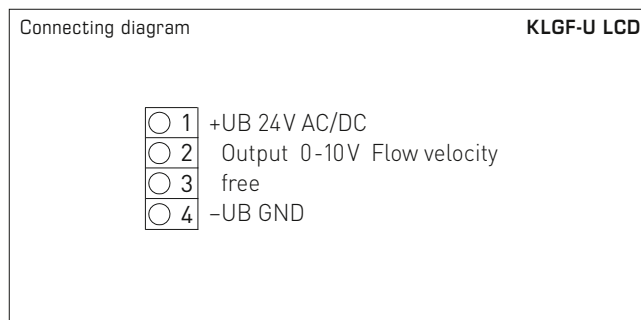 Connecting diagram KLGF-U LCD
1 +UB 24V AC/DC
2 Output 0-10V Flow velocity
3 free
4 –UB GND